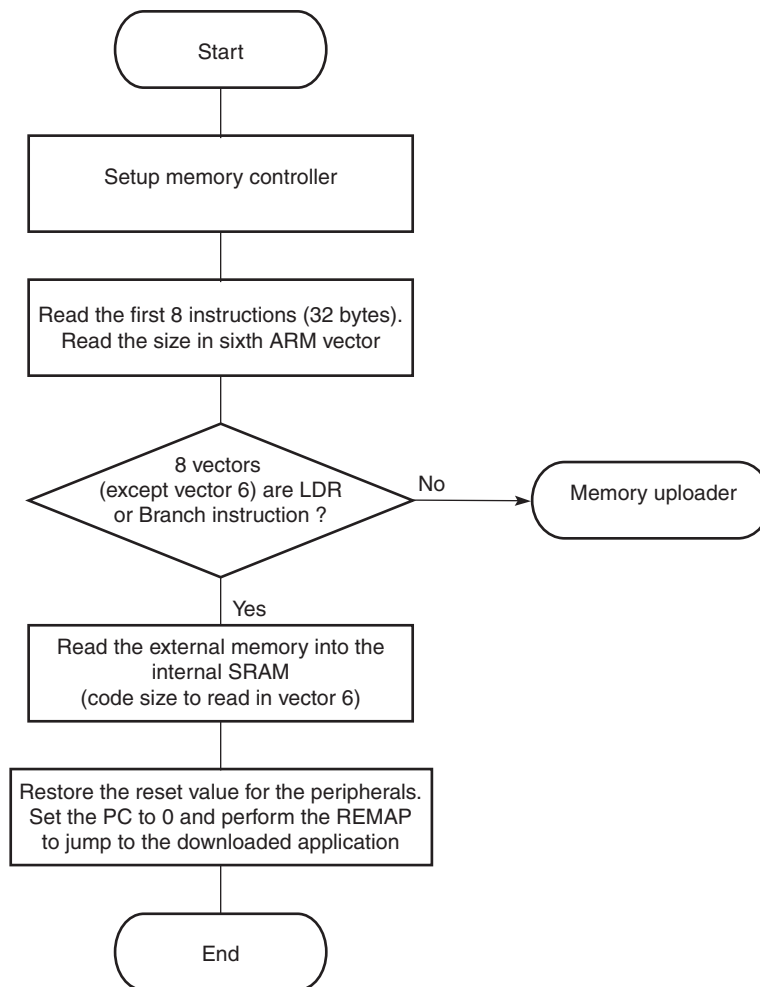 Start
Setup memory controller
Read the first 8 instructions (32 bytes).
Read the size in sixth ARM vector
8 vectors
(except vector 6) are LDR
or Branch instruction ?
No
Memory uploader
Yes
Read the external memory into the
internal SRAM
(code size to read in vector 6)
Restore the reset value for the peripherals.
Set the PC to 0 and perform the REMAP
to jump to the downloaded application
End